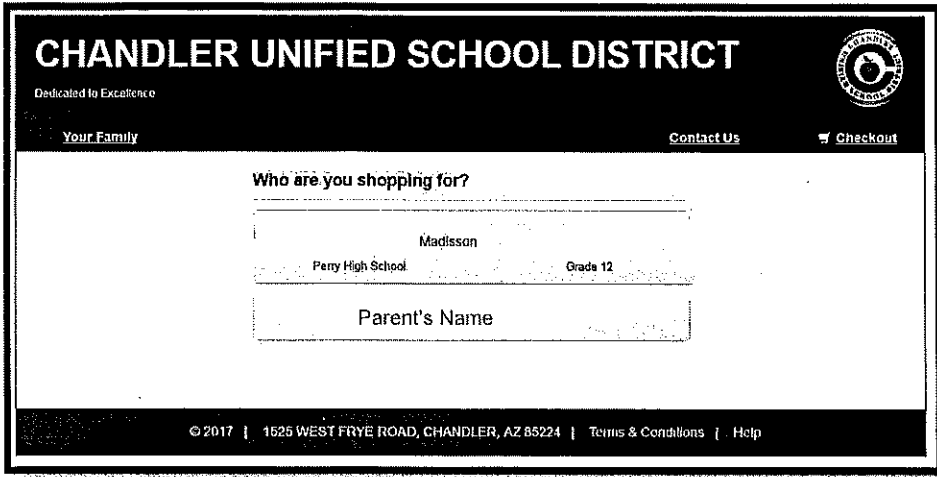 CHANDLER UNIFIED SCHOOL DISTRICT
Dedicated to Excellence
Your Family Contact Us Checkout
Who are you shopping for?
Madisson
Perry High School Grade 12
Parent's Name
© 2017 | 1525 WEST FRYE ROAD, CHANDLER, AZ 85224 | Terms & Conditions | Help